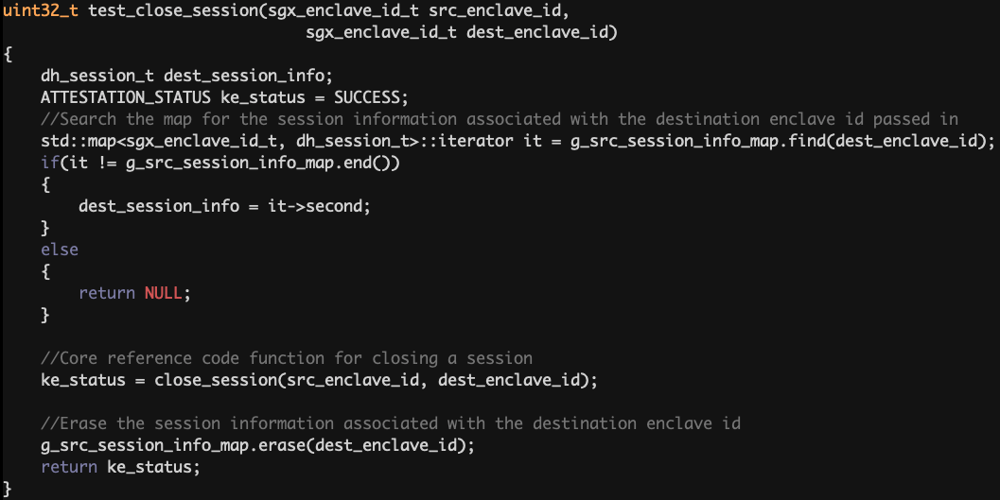 uint32_t test_close_session(sgx_enclave_id_t src_enclave_id,
                                sgx_enclave_id_t dest_enclave_id)
{
    dh_session_t dest_session_info;
    ATTESTATION_STATUS ke_status = SUCCESS;
    //Search the map for the session information associated with the destination enclave id passed in
    std::map<sgx_enclave_id_t, dh_session_t>::iterator it = g_src_session_info_map.find(dest_enclave_id);
    if(it != g_src_session_info_map.end())
    {
        dest_session_info = it->second;
    }
    else
    {
        return NULL;
    }

    //Core reference code function for closing a session
    ke_status = close_session(src_enclave_id, dest_enclave_id);

    //Erase the session information associated with the destination enclave id
    g_src_session_info_map.erase(dest_enclave_id);
    return ke_status;
}